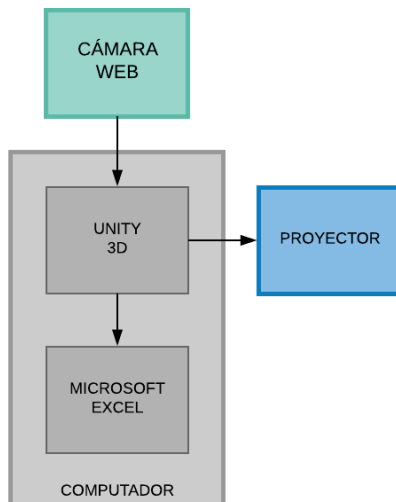 CÁMARA
WEB
UNITY
3D
PROYECTOR
MICROSOFT
EXCEL
COMPUTADOR